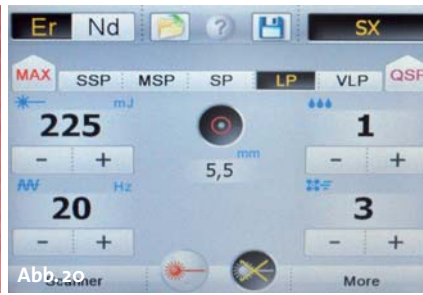 Er Nd ? SX
MAX SSP MSP SP LP VLP QSP
mJ
225 1
mm
5,5
- + - +
Hz
20 3
- + - +
Abb. 20
Scanner More